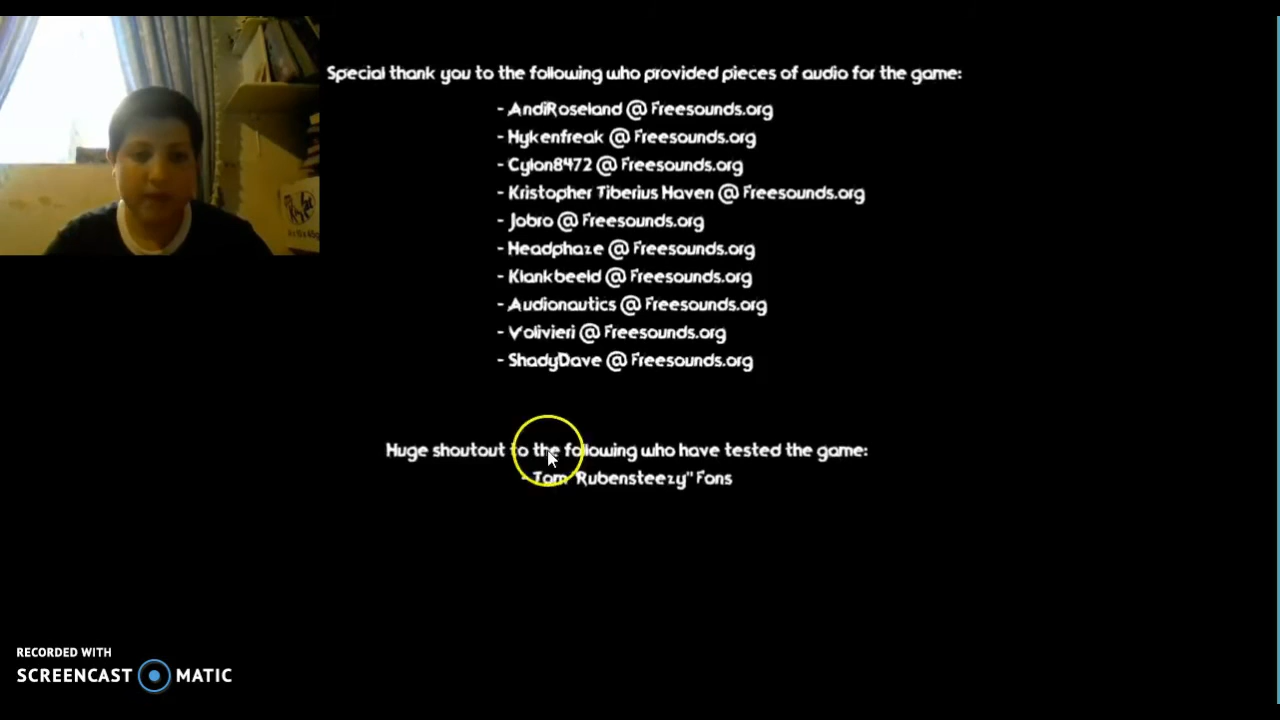 Special thank you to the following who provided pieces of audio for the game:
- AndiRoseland @ Freesounds.org
- Hykenfreak @ Freesounds.org
- Cylon8472 @ Freesounds.org
- Kristopher Tiberius Haven @ Freesounds.org
- Jobro @ Freesounds.org
- Headphaze @ Freesounds.org
- Klankbeeld @ Freesounds.org
- Audionautics @ Freesounds.org
- Volivieri @ Freesounds.org
- ShadyDave @ Freesounds.org
Huge shoutout to the following who have tested the game:
- Tom "Rubensteezy" Fons
RECORDED WITH
SCREENCAST MATIC